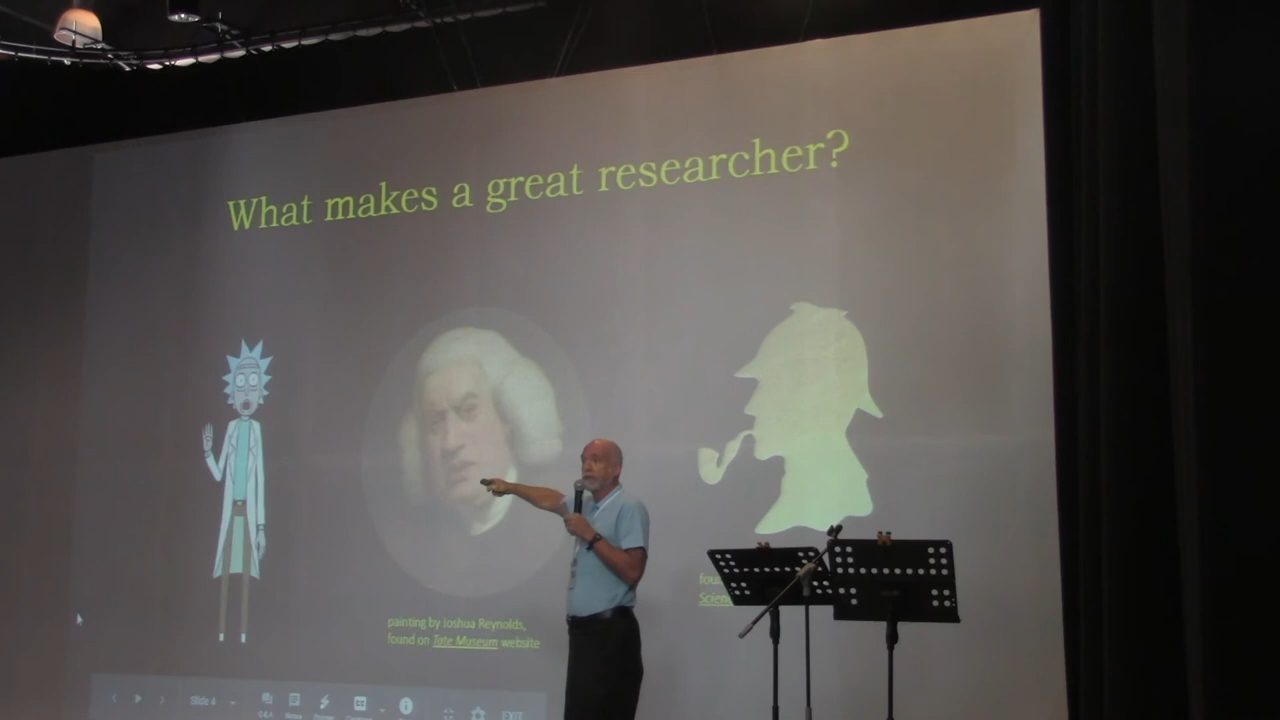 What makes a great researcher?
painting by Joshua Reynolds,
found on Tate Museum website
Slide 4
Q&A
EXIT